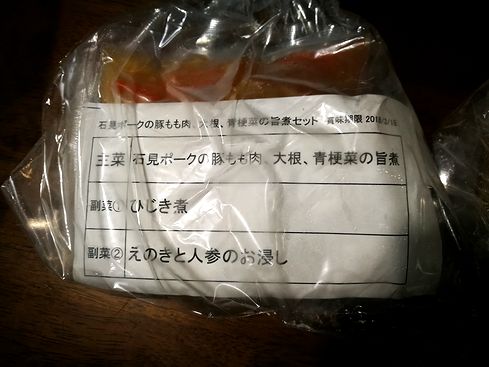 石見ポークの豚もも肉、大根、青梗菜の旨煮セット 賞味期限
主菜 石見ポークの豚もも肉、大根、青梗菜の旨煮
副菜① ひじき煮
副菜② えのきと人参のお浸し